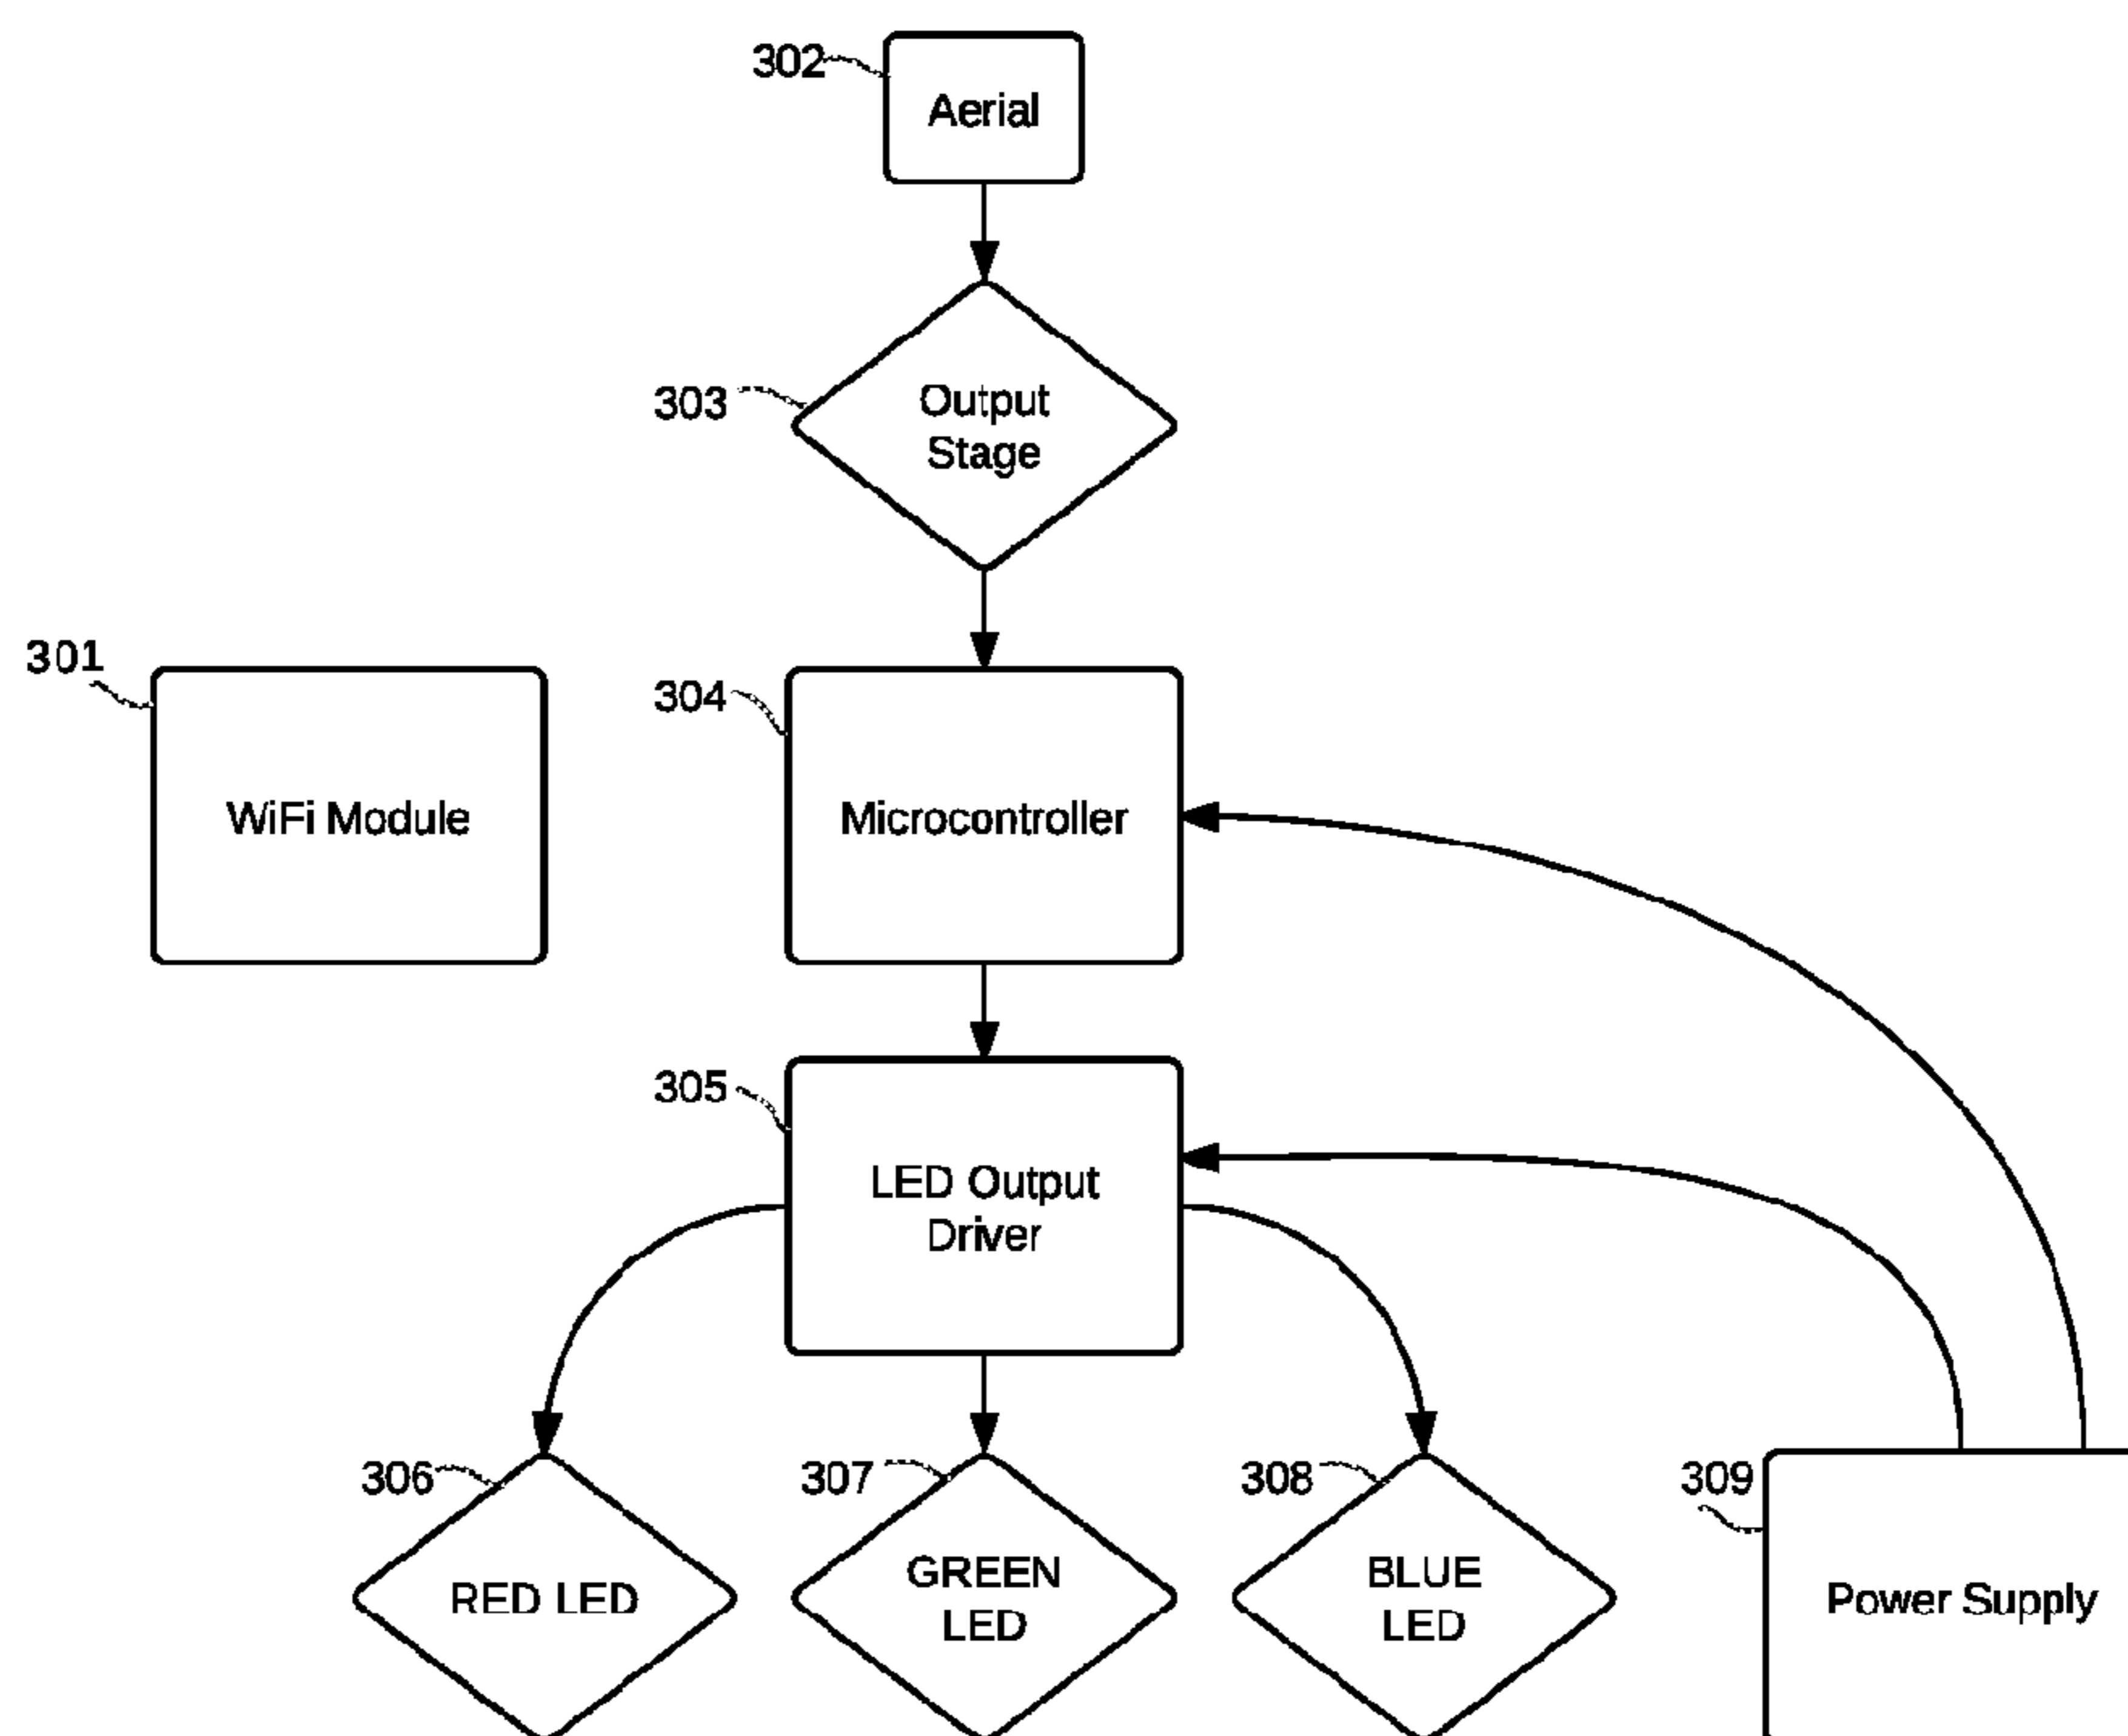 302
Aerial
303
Output
Stage
301
304
WiFi Module
Microcontroller
305
LED Output
Driver
306
307
308
309
RED LED
GREEN
LED
BLUE
LED
Power Supply